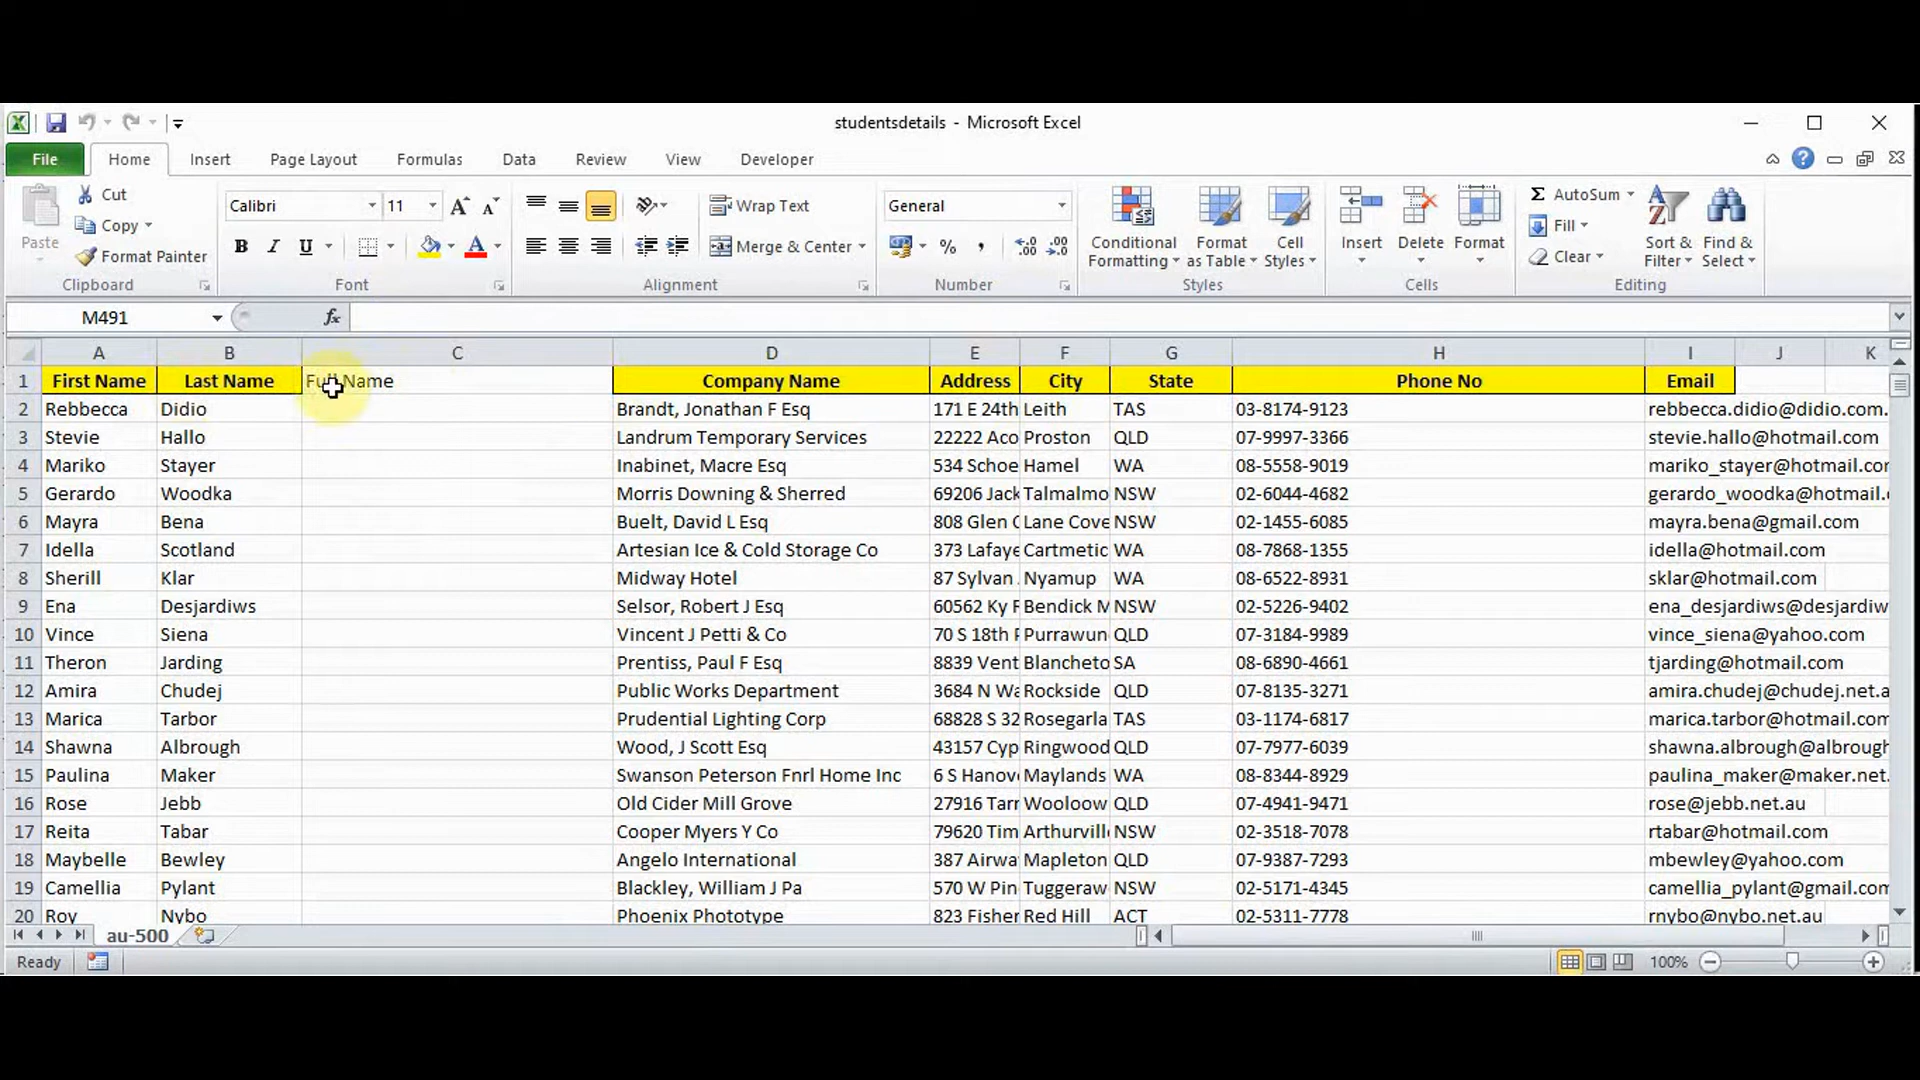 studentsdetails - Microsoft Excel
File Home Insert Page Layout Formulas Data Review View Developer
Paste Cut Copy Format Painter
Calibri 11
B I U A
Wrap Text
Merge & Center
General
% ,
Conditional Formatting Format as Table Cell Styles
Insert Delete Format
Σ AutoSum Fill Clear
Sort & Filter Find & Select
Clipboard Font Alignment Number Styles Cells Editing
M491 fx
A B C D E F G H I J K
1 First Name Last Name Full Name Company Name Address City State Phone No Email
2 Rebbecca Didio Brandt, Jonathan F Esq 171 E 24th Leith TAS 03-8174-9123 rebbecca.didio@didio.com.
3 Stevie Hallo Landrum Temporary Services 22222 Aco Proston QLD 07-9997-3366 stevie.hallo@hotmail.com
4 Mariko Stayer Inabinet, Macre Esq 534 Schoe Hamel WA 08-5558-9019 mariko_stayer@hotmail.cor
5 Gerardo Woodka Morris Downing & Sherred 69206 Jack Talmalmo NSW 02-6044-4682 gerardo_woodka@hotmail.
6 Mayra Bena Buelt, David L Esq 808 Glen C Lane Cove NSW 02-1455-6085 mayra.bena@gmail.com
7 Idella Scotland Artesian Ice & Cold Storage Co 373 Lafaye Cartmetic WA 08-7868-1355 idella@hotmail.com
8 Sherill Klar Midway Hotel 87 Sylvan Nyamup WA 08-6522-8931 sklar@hotmail.com
9 Ena Desjardiws Selsor, Robert J Esq 60562 Ky F Bendick M NSW 02-5226-9402 ena_desjardiws@desjardiw
10 Vince Siena Vincent J Petti & Co 70 S 18th Purrawun QLD 07-3184-9989 vince_siena@yahoo.com
11 Theron Jarding Prentiss, Paul F Esq 8839 Vent Blancheto SA 08-6890-4661 tjarding@hotmail.com
12 Amira Chudej Public Works Department 3684 N Wa Rockside QLD 07-8135-3271 amira.chudej@chudej.net.a
13 Marica Tarbor Prudential Lighting Corp 68828 S 32 Rosegarla TAS 03-1174-6817 marica.tarbor@hotmail.com
14 Shawna Albrough Wood, J Scott Esq 43157 Cyp Ringwood QLD 07-7977-6039 shawna.albrough@albrough
15 Paulina Maker Swanson Peterson Fnrl Home Inc 6 S Hanov Maylands WA 08-8344-8929 paulina_maker@maker.net.
16 Rose Jebb Old Cider Mill Grove 27916 Tarr Wooloow QLD 07-4941-9471 rose@jebb.net.au
17 Reita Tabar Cooper Myers Y Co 79620 Tim Arthurville NSW 02-3518-7078 rtabar@hotmail.com
18 Maybelle Bewley Angelo International 387 Airwa Mapleton QLD 07-9387-7293 mbewley@yahoo.com
19 Camellia Pylant Blackley, William J Pa 570 W Pin Tuggeraw NSW 02-5171-4345 camellia_pylant@gmail.com
20 Roy Nybo Phoenix Phototype 823 Fisher Red Hill ACT 02-5311-7778 rnybo@nybo.net.au
au-500
Ready 100%